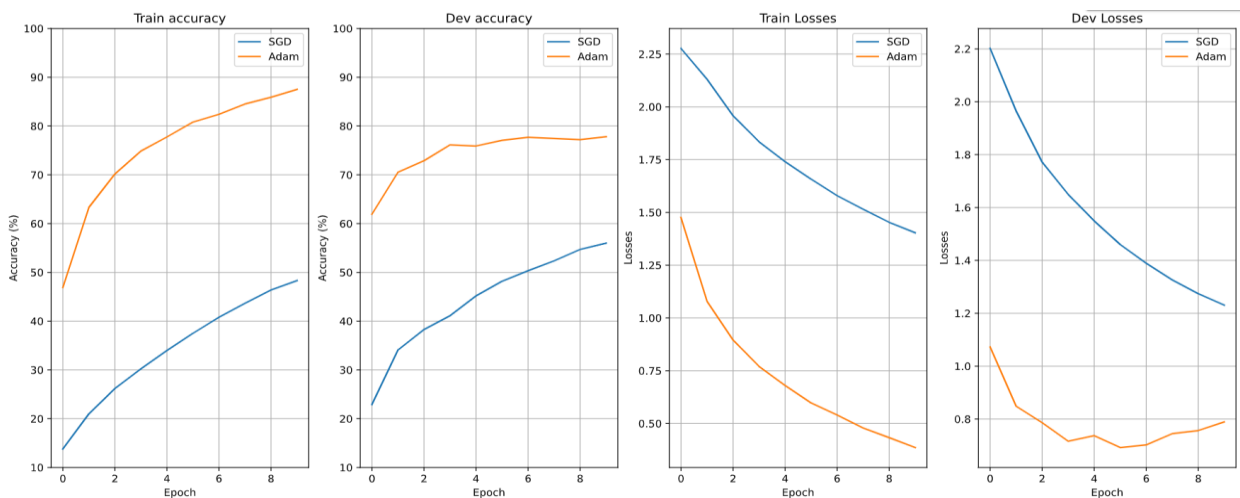 Train accuracy
100
90
80
70
60
50
40
30
20
10
Accuracy (%)
0 2 4 6 8
Epoch
SGD
Adam
Dev accuracy
100
90
80
70
60
50
40
30
20
10
Accuracy (%)
0 2 4 6 8
Epoch
SGD
Adam
Train Losses
2.25
2.00
1.75
1.50
1.25
1.00
0.75
0.50
Losses
0 2 4 6 8
Epoch
SGD
Adam
Dev Losses
2.2
2.0
1.8
1.6
1.4
1.2
1.0
0.8
Losses
0 2 4 6 8
Epoch
SGD
Adam